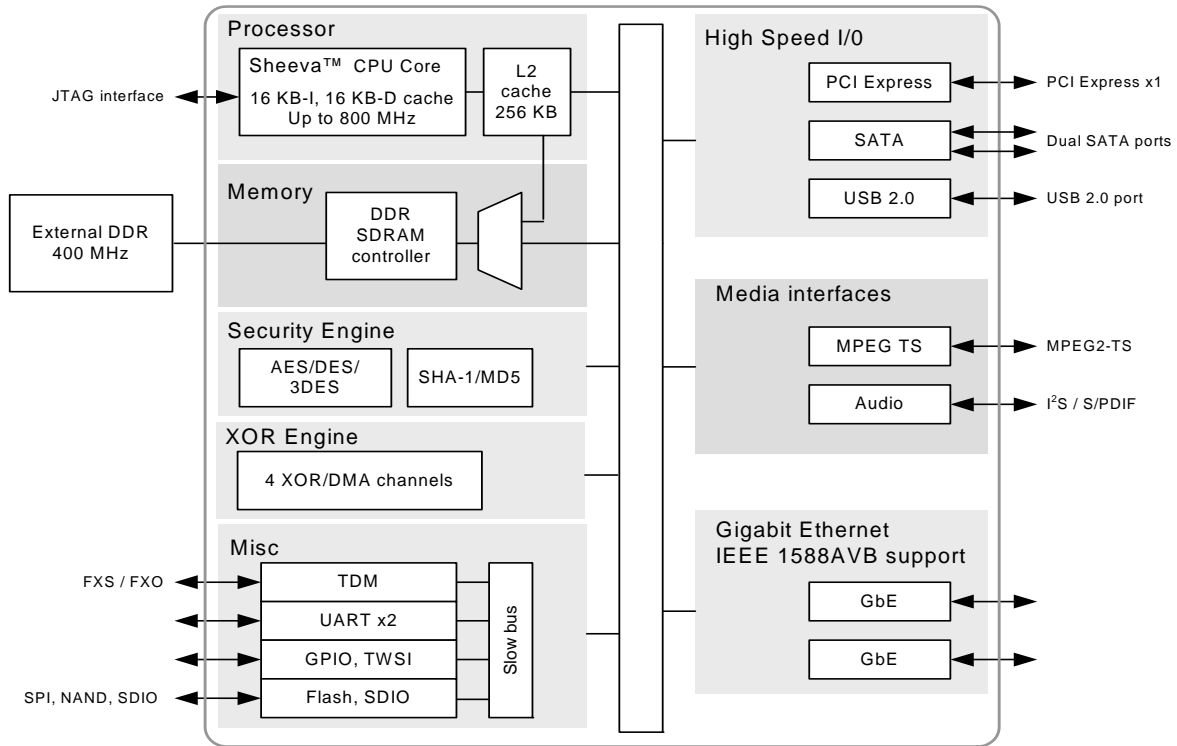 Processor
Sheeva™ CPU Core
16 KB-I, 16 KB-D cache
Up to 800 MHz
L2
cache
256 KB
JTAG interface
Memory
DDR
SDRAM
controller
External DDR
400 MHz
Security Engine
AES/DES/
3DES
SHA-1/MD5
XOR Engine
4 XOR/DMA channels
Misc
FXS / FXO
TDM
UART x2
GPIO, TWSI
SPI, NAND, SDIO
Flash, SDIO
Slow bus
High Speed I/0
PCI Express
PCI Express x1
SATA
Dual SATA ports
USB 2.0
USB 2.0 port
Media interfaces
MPEG TS
MPEG2-TS
Audio
I²S / S/PDIF
Gigabit Ethernet
IEEE 1588AVB support
GbE
GbE